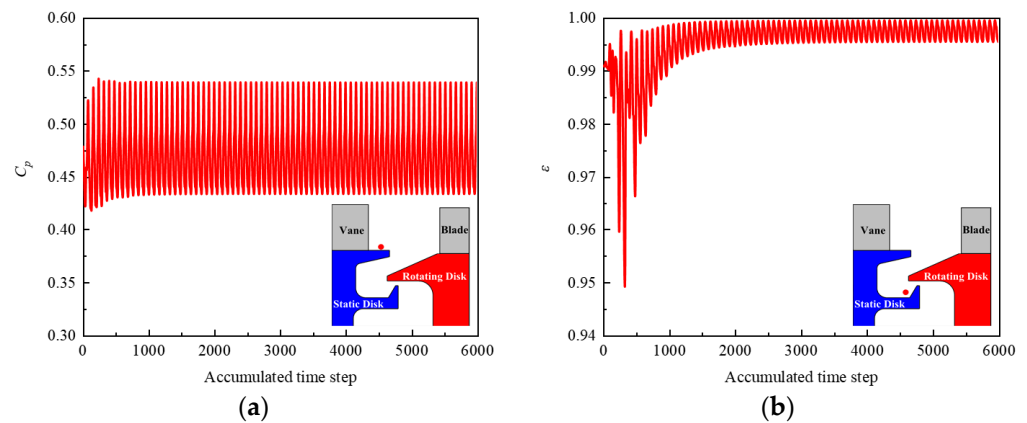 0.60
0.55
0.50
0.45
0.40
0.35
0.30
Cp
0 1000 2000 3000 4000 5000 6000
Accumulated time step
Vane
Blade
Rotating Disk
Static Disk
(a)
1.00
0.99
0.98
0.97
0.96
0.95
0.94
ε
0 1000 2000 3000 4000 5000 6000
Accumulated time step
Vane
Blade
Rotating Disk
Static Disk
(b)